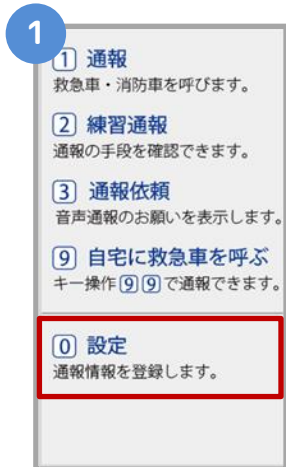 1
1 通報
救急車・消防車を呼びます。
2 練習通報
通報の手段を確認できます。
3 通報依頼
音声通報のお願いを表示します。
9 自宅に救急車を呼ぶ
キー操作99で通報できます。
0 設定
通報情報を登録します。